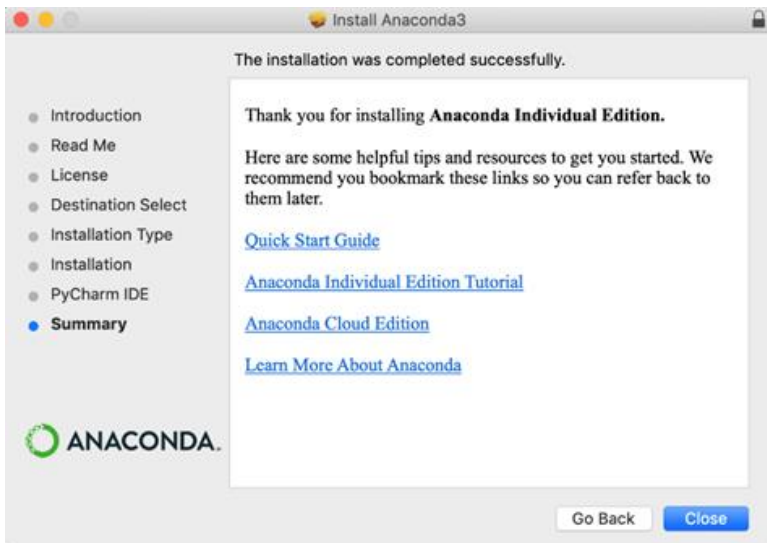 Install Anaconda3
The installation was completed successfully.
Introduction
Read Me
License
Destination Select
Installation Type
Installation
PyCharm IDE
Summary
Thank you for installing Anaconda Individual Edition.
Here are some helpful tips and resources to get you started. We
recommend you bookmark these links so you can refer back to
them later.
Quick Start Guide
Anaconda Individual Edition Tutorial
Anaconda Cloud Edition
Learn More About Anaconda
ANACONDA.
Go Back
Close